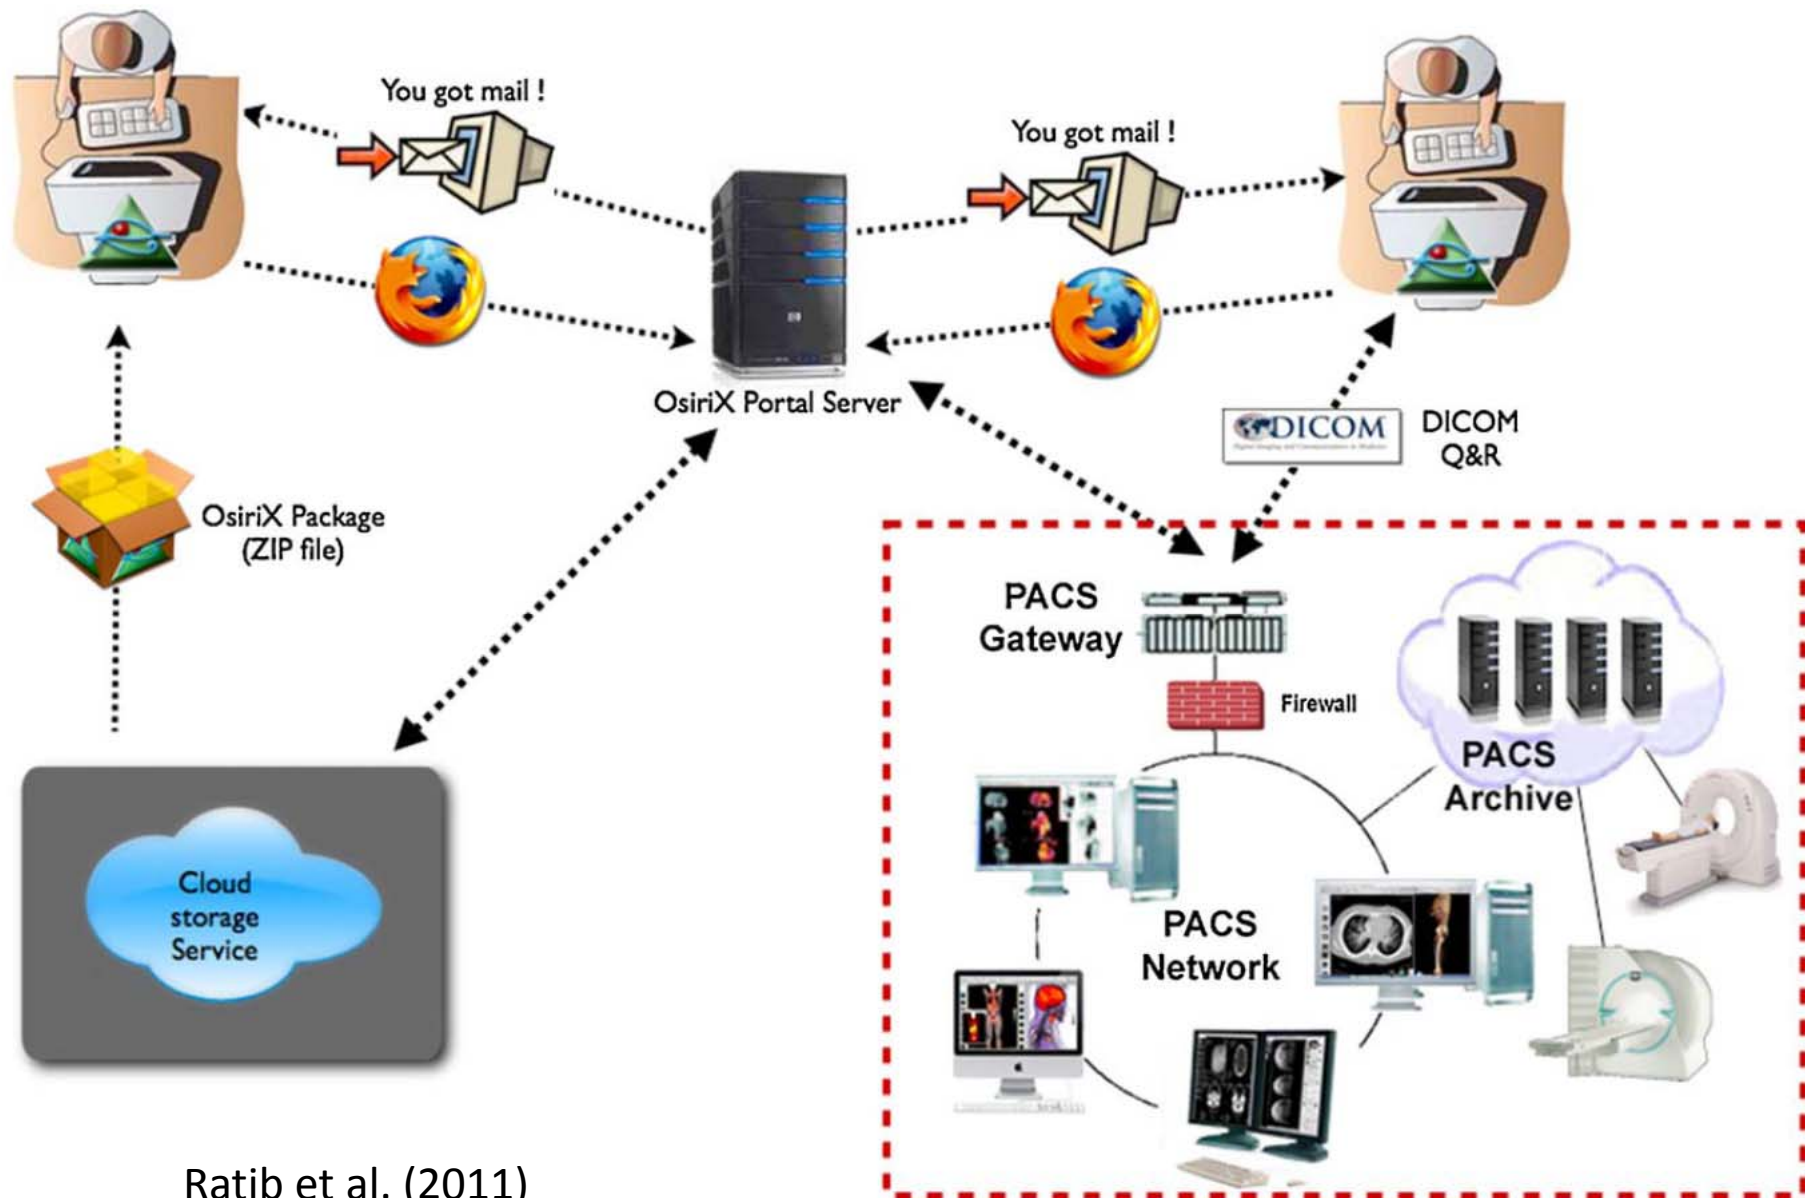 You got mail !
You got mail !
OsiriX Portal Server
DICOM
DICOM
Q&R
OsiriX Package
(ZIP file)
PACS
Gateway
Firewall
PACS
Archive
Cloud
storage
Service
PACS
Network
Ratib et al. (2011)